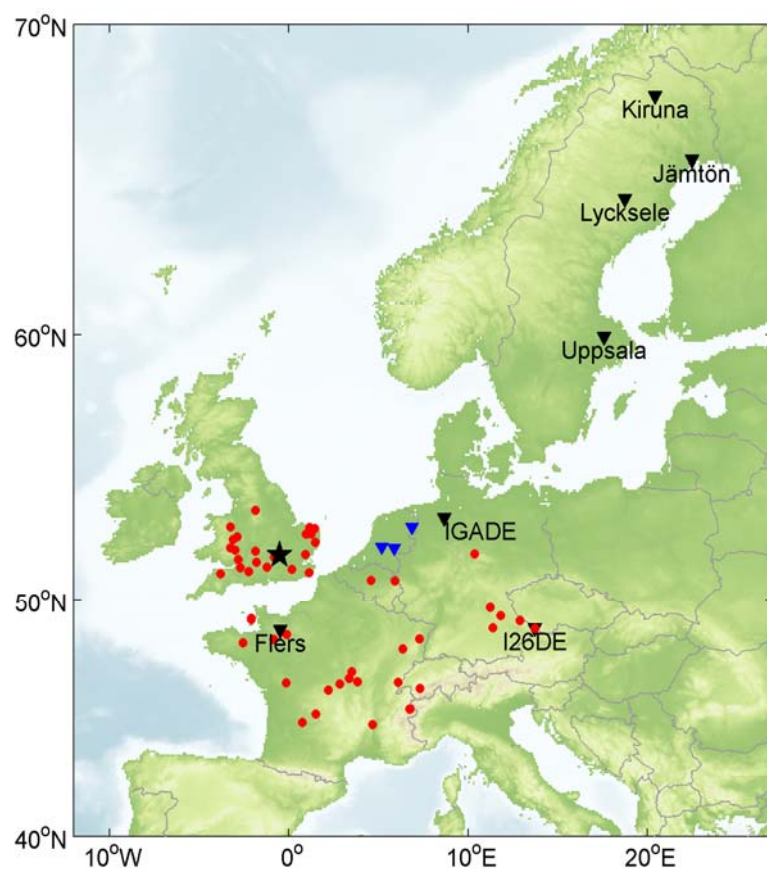 70°N
Kiruna
Jämtön
Lycksele
60°N
Uppsala
IGADE
50°N
Flers
I26DE
40°N
10°W
0°
10°E
20°E